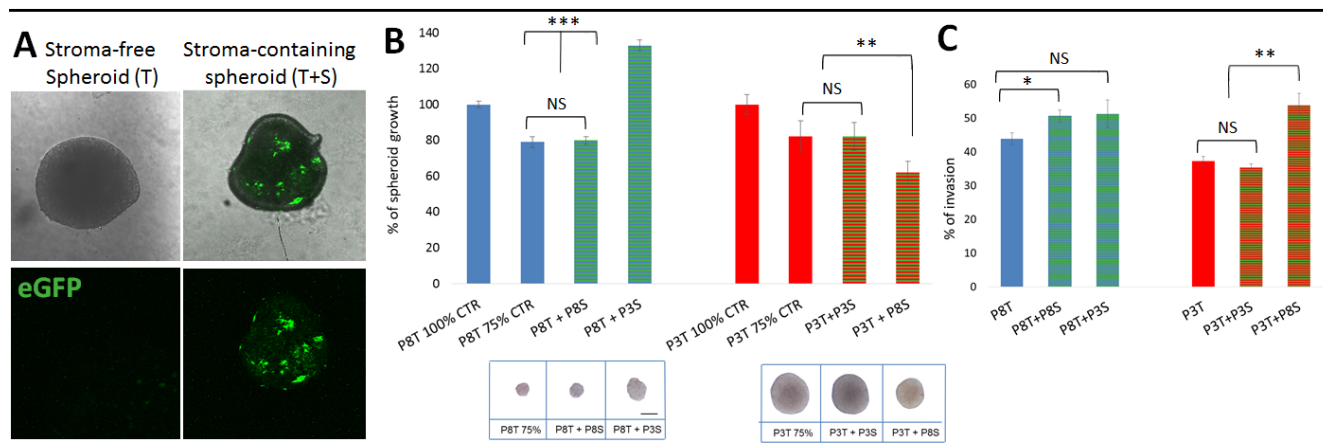 A
Stroma-free
Spheroid (T)
Stroma-containing
spheroid (T+S)
eGFP
B
% of spheroid growth
140
120
100
80
60
40
20
0
***
NS
**
NS
P8T 100% CTR
P8T 75% CTR
P8T + P8S
P8T + P3S
P3T 100% CTR
P3T 75% CTR
P3T+P3S
P3T + P8S
P8T 75%
P8T + P8S
P8T + P3S
P3T 75%
P3T + P3S
P3T + P8S
C
% of invasion
60
50
40
30
20
10
0
NS
*
**
NS
P8T
P8T+P8S
P8T+P3S
P3T
P3T+P3S
P3T+P8S